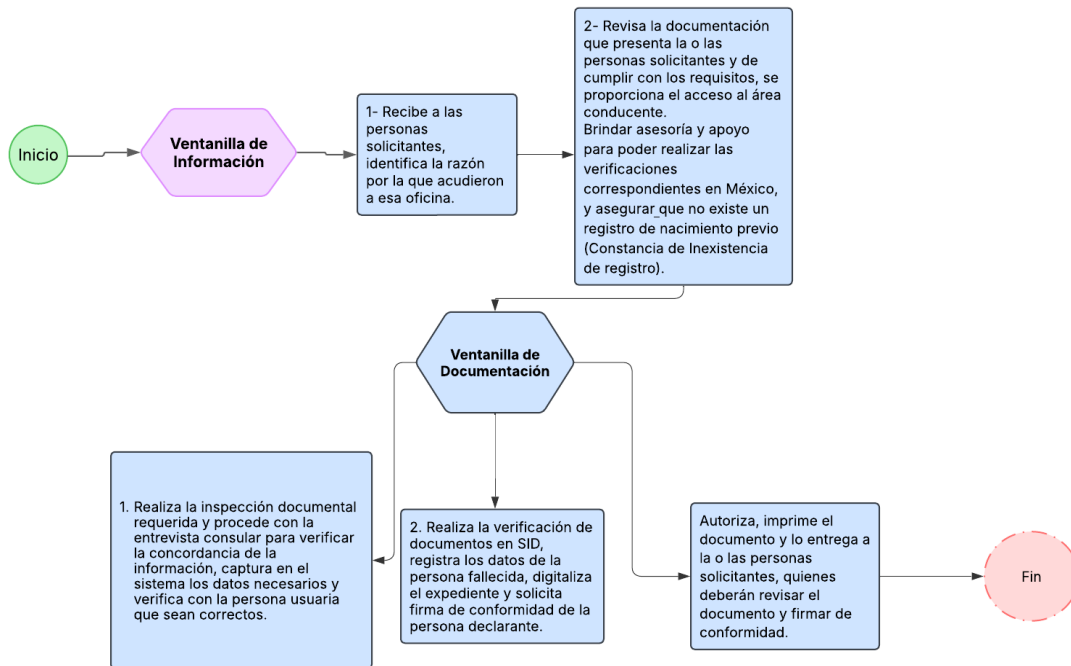 Inicio
Ventanilla de
Información
1- Recibe a las
personas
solicitantes,
identifica la razón
por la que acudieron
a esa oficina.
2- Revisa la documentación
que presenta la o las
personas solicitantes y de
cumplir con los requisitos, se
proporciona el acceso al área
conducente.
Brindar asesoría y apoyo
para poder realizar las
verificaciones
correspondientes en México,
y asegurar_que no existe un
registro de nacimiento previo
(Constancia de Inexistencia
de registro).
Ventanilla de
Documentación
1. Realiza la inspección documental
requerida y procede con la
entrevista consular para verificar
la concordancia de la
información, captura en el
sistema los datos necesarios y
verifica con la persona usuaria
que sean correctos.
2. Realiza la verificación de
documentos en SID,
registra los datos de la
persona fallecida, digitaliza
el expediente y solicita
firma de conformidad de la
persona declarante.
Autoriza, imprime el
documento y lo entrega a
la o las personas
solicitantes, quienes
deberán revisar el
documento y firmar de
conformidad.
Fin